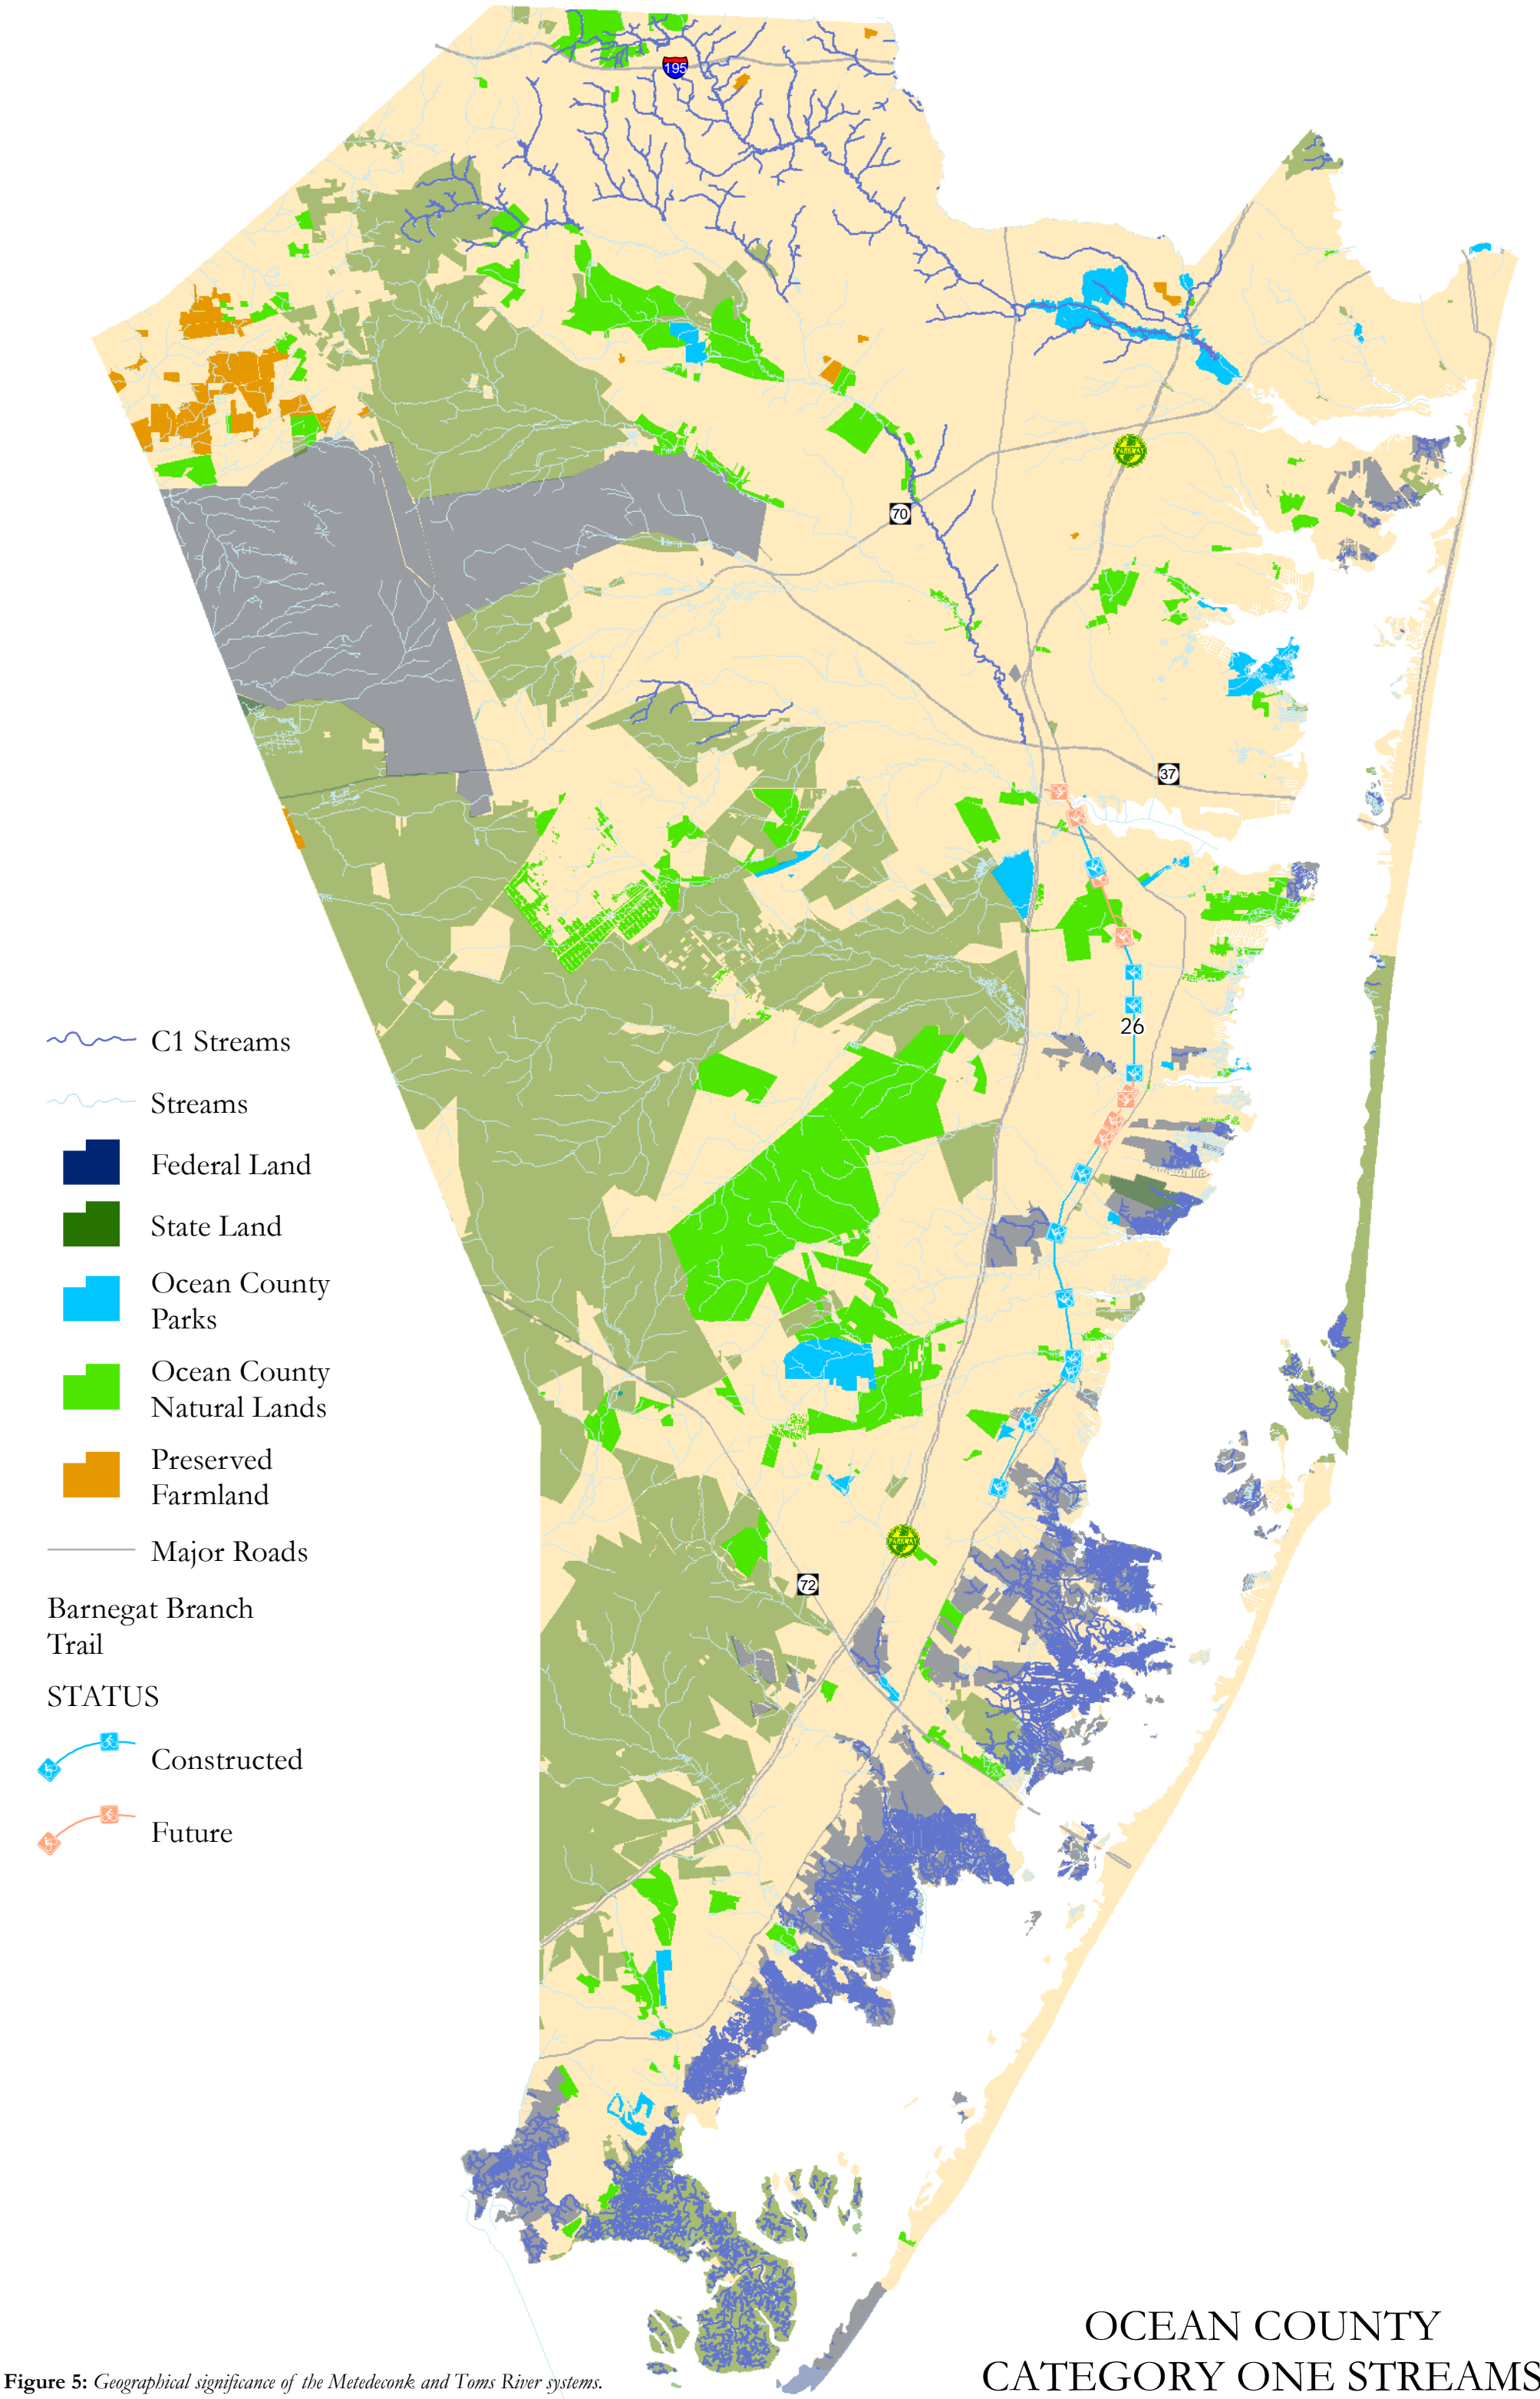 195
PARKWAY
70
37
26
C1 Streams
Streams
Federal Land
State Land
Ocean County
Parks
Ocean County
Natural Lands
Preserved
Farmland
Major Roads
Barnegat Branch
Trail
STATUS
Constructed
Future
PARKWAY
72
OCEAN COUNTY
CATEGORY ONE STREAMS
Figure 5: Geographical significance of the Metedeconk and Toms River systems.